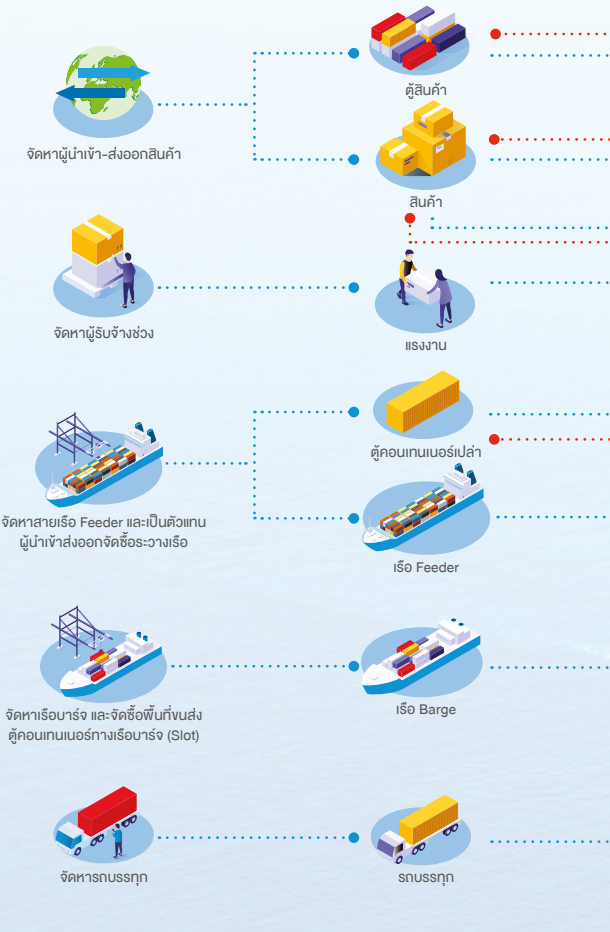 ตู้สินค้า
จัดหาผู้นำเข้า-ส่งออกสินค้า
สินค้า
จัดหาผู้รับจ้างช่วง
แรงงาน
ตู้คอนเทนเนอร์เปล่า
จัดหาสายเรือ Feeder และเป็นตัวแทน
ผู้นำเข้าส่งออกจัดซื้อระวางเรือ
เรือ Feeder
จัดหาเรือบาร์จ และจัดซื้อพื้นที่ขนส่ง
ตู้คอนเทนเนอร์ทางเรือบาร์จ (Slot)
เรือ Barge
จัดหารถบรรทุก
รถบรรทุก